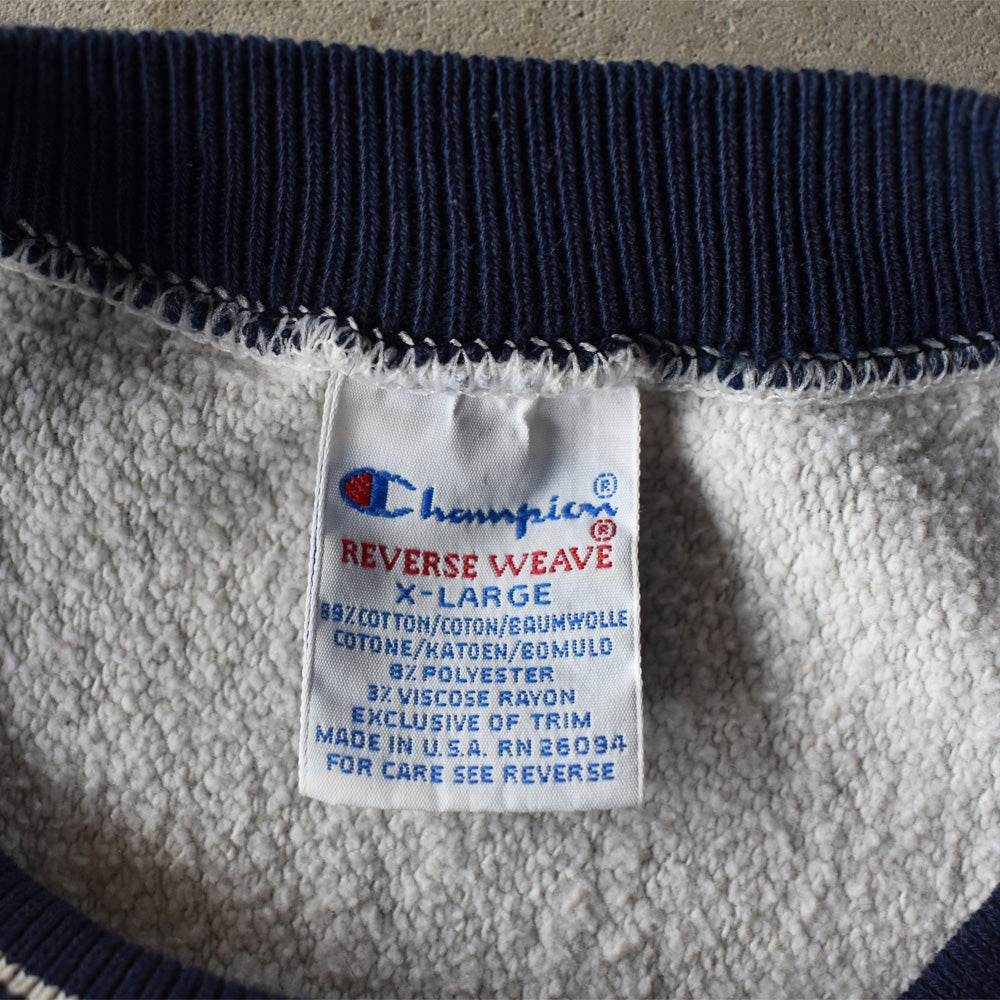 Champion®
REVERSE WEAVE®
X-LARGE
89% COTTON/COTON/BAUMWOLLE
COTONE/KATOEN/BOMULD
8% POLYESTER
3% VISCOSE RAYON
EXCLUSIVE OF TRIM
MADE IN U.S.A. RN 26094
FOR CARE SEE REVERSE